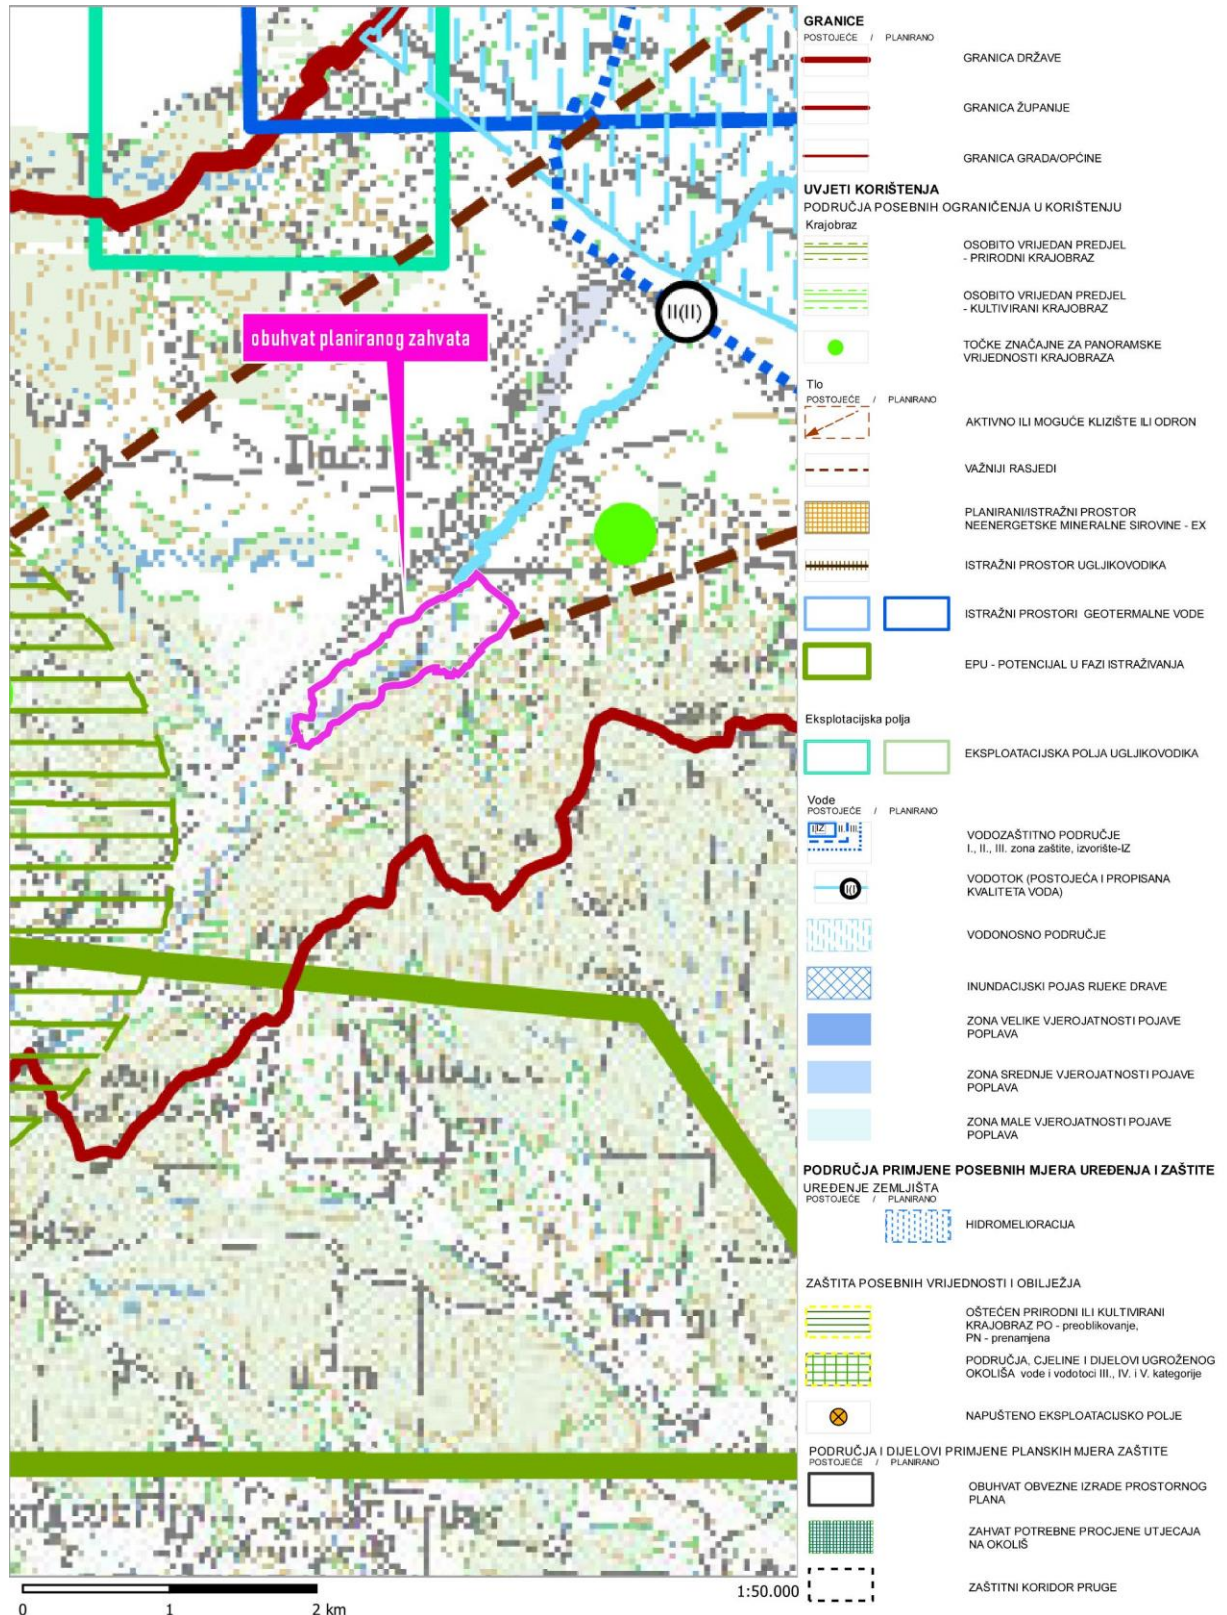 obuhvat planiranog zahvata
II(II)
0 1 2 km
1:50.000
GRANICE
POSTOJEĆE / PLANIRANO
GRANICA DRŽAVE
GRANICA ŽUPANIJE
GRANICA GRADA/OPĆINE
UVJETI KORIŠTENJA
PODRUČJA POSEBNIH OGRANIČENJA U KORIŠTENJU
Krajobraz
OSOBITO VRIJEDAN PREDJEL
- PRIRODNI KRAJOBRAZ
OSOBITO VRIJEDAN PREDJEL
- KULTIVIRANI KRAJOBRAZ
TOČKE ZNAČAJNE ZA PANORAMSKE
VRIJEDNOSTI KRAJOBRAZA
Tlo
POSTOJEĆE / PLANIRANO
AKTIVNO ILI MOGUĆE KLIZIŠTE ILI ODRON
VAŽNIJI RASJEDI
PLANIRANI/ISTRAŽNI PROSTOR
NEENERGETSKE MINERALNE SIROVINE - EX
ISTRAŽNI PROSTOR UGLJIKOVODIKA
ISTRAŽNI PROSTORI GEOTERMALNE VODE
EPU - POTENCIJAL U FAZI ISTRAŽIVANJA
Eksplotacijska polja
EKSPLOATACIJSKA POLJA UGLJIKOVODIKA
Vode
POSTOJEĆE / PLANIRANO
VODOZAŠTITNO PODRUČJE
I., II., III. zona zaštite, izvorište-IZ
VODOTOK (POSTOJEĆA I PROPISANA
KVALITETA VODA)
VODONOSNO PODRUČJE
INUNDACIJSKI POJAS RIJEKE DRAVE
ZONA VELIKE VJEROJATNOSTI POJAVE
POPLAVA
ZONA SREDNJE VJEROJATNOSTI POJAVE
POPLAVA
ZONA MALE VJEROJATNOSTI POJAVE
POPLAVA
PODRUČJA PRIMJENE POSEBNIH MJERA UREĐENJA I ZAŠTITE
UREĐENJE ZEMLJIŠTA
POSTOJEĆE / PLANIRANO
HIDROMELIORACIJA
ZAŠTITA POSEBNIH VRIJEDNOSTI I OBILJEŽJA
OŠTEĆEN PRIRODNI ILI KULTIVIRANI
KRAJOBRAZ PO - preoblikovanje,
PN - prenamjena
PODRUČJA, CJELINE I DIJELOVI UGROŽENOG
OKOLIŠA vode i vodotoci III., IV. i V. kategorije
NAPUŠTENO EKSPLOATACIJSKO POLJE
PODRUČJA I DIJELOVI PRIMJENE PLANSKIH MJERA ZAŠTITE
POSTOJEĆE / PLANIRANO
OBUHVAT OBVEZNE IZRADE PROSTORNOG
PLANA
ZAHVAT POTREBNE PROCJENE UTJECAJA
NA OKOLIŠ
ZAŠTITNI KORIDOR PRUGE